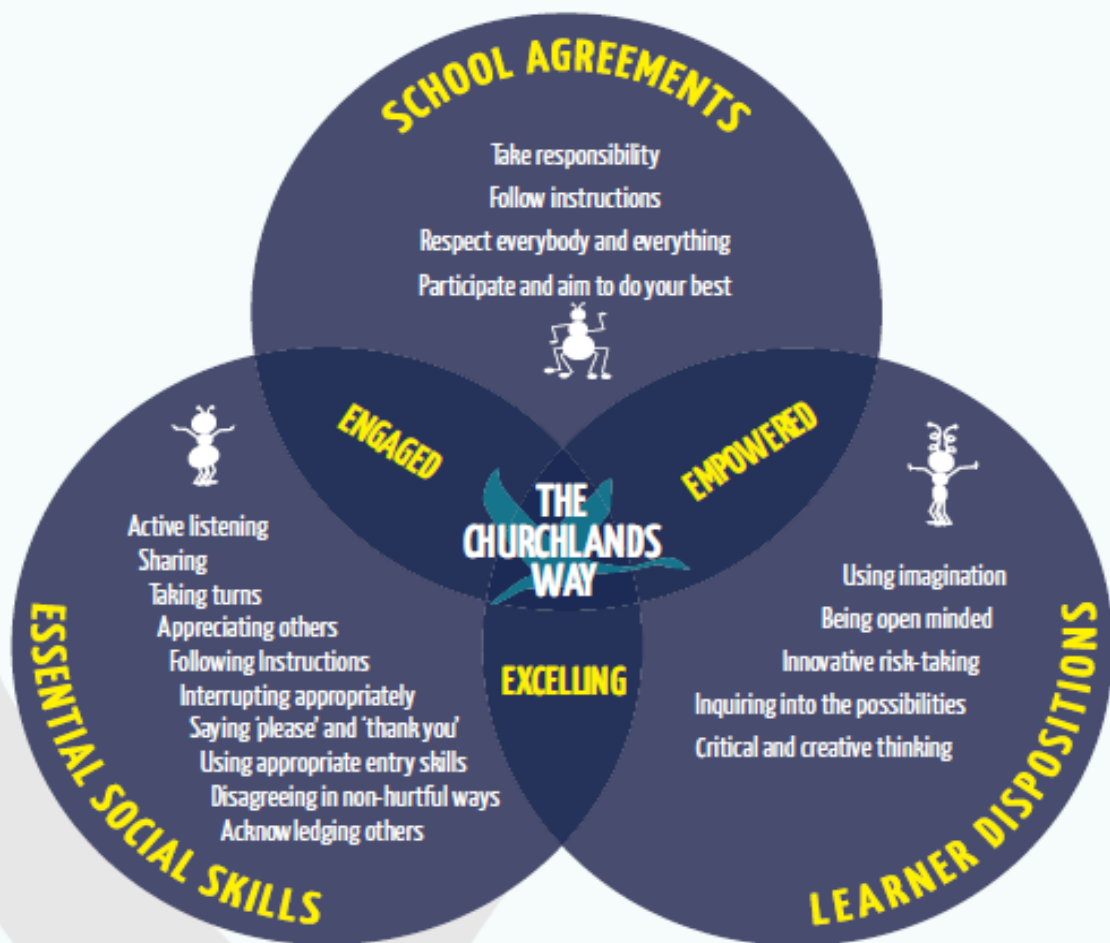 SCHOOL AGREEMENTS
Take responsibility
Follow instructions
Respect everybody and everything
Participate and aim to do your best
ENGAGED
EMPOWERED
THE
CHURCHLANDS
WAY
EXCELLING
Active listening
Sharing
Taking turns
Appreciating others
Following Instructions
Interrupting appropriately
Saying 'please' and 'thank you'
Using appropriate entry skills
Disagreeing in non-hurtful ways
Acknowledging others
ESSENTIAL SOCIAL SKILLS
Using imagination
Being open minded
Innovative risk-taking
Inquiring into the possibilities
Critical and creative thinking
LEARNER DISPOSITIONS